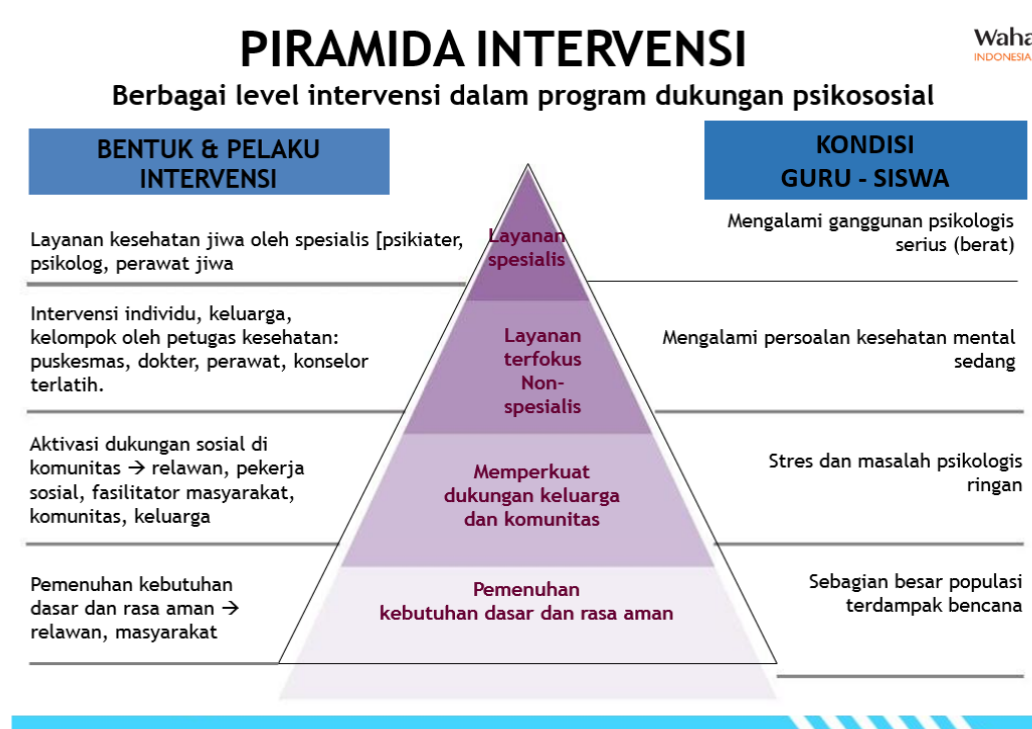 PIRAMIDA INTERVENSI
Berbagai level intervensi dalam program dukungan psikososial
INDONESIA
BENTUK & PELAKU
INTERVENSI
KONDISI
GURU - SISWA
Layanan kesehatan jiwa oleh spesialis [psikiater,
psikolog, perawat jiwa
Layanan
spesialis
Mengalami ganggunan psikologis
serius (berat)
Intervensi individu, keluarga,
kelompok oleh petugas kesehatan:
puskesmas, dokter, perawat, konselor
terlatih.
Layanan
terfokus
Non-
spesialis
Mengalami persoalan kesehatan mental
sedang
Aktivasi dukungan sosial di
komunitas → relawan, pekerja
sosial, fasilitator masyarakat,
komunitas, keluarga
Memperkuat
dukungan keluarga
dan komunitas
Stres dan masalah psikologis
ringan
Pemenuhan kebutuhan
dasar dan rasa aman →
relawan, masyarakat
Pemenuhan
kebutuhan dasar dan rasa aman
Sebagian besar populasi
terdampak bencana